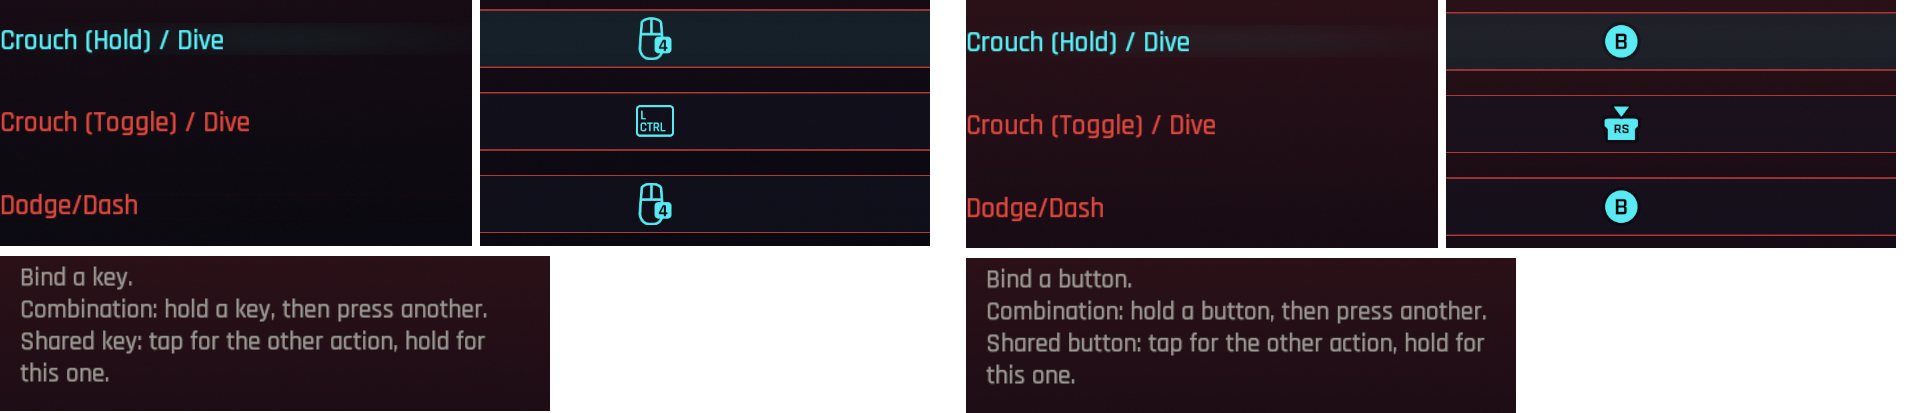 Crouch (Hold) / Dive
4
Crouch (Toggle) / Dive
L CTRL
Dodge/Dash
4
Bind a key.
Combination: hold a key, then press another.
Shared key: tap for the other action, hold for
this one.
Crouch (Hold) / Dive
B
Crouch (Toggle) / Dive
RS
Dodge/Dash
B
Bind a button.
Combination: hold a button, then press another.
Shared button: tap for the other action, hold for
this one.